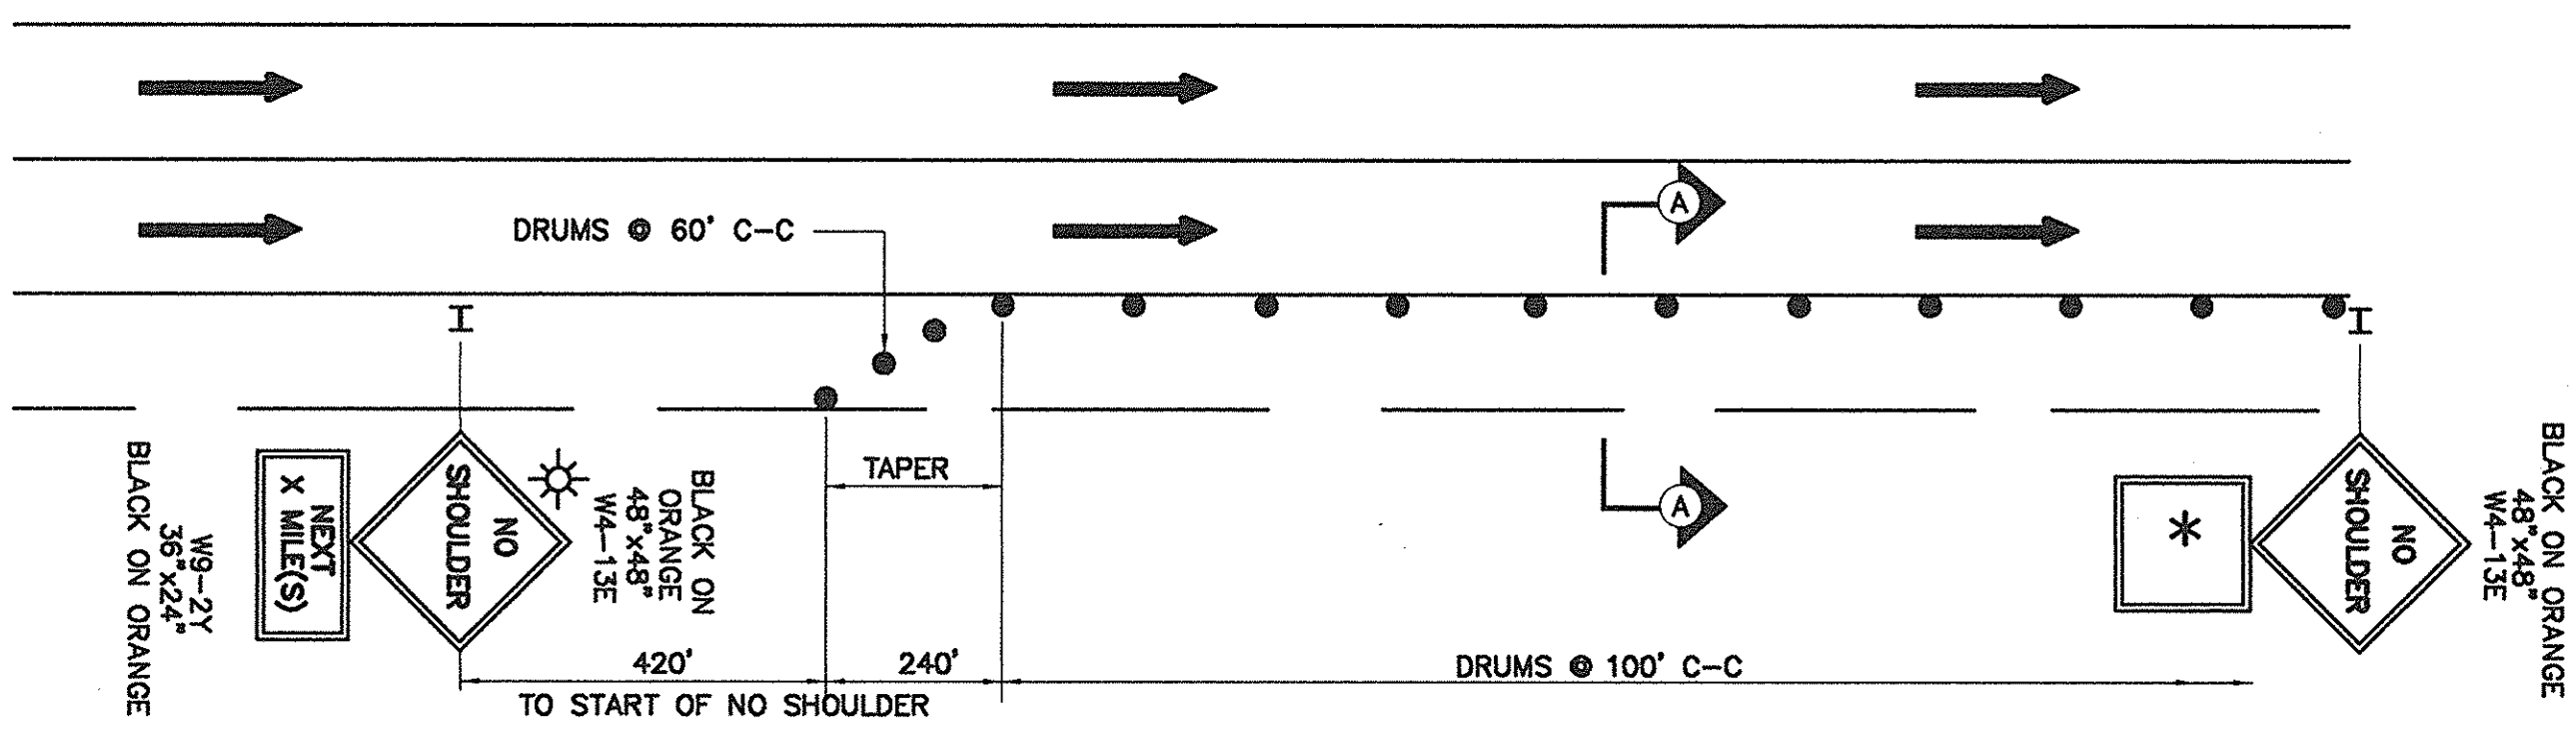 DRUMS @ 60' C-C
A
TAPER
A
BLACK ON ORANGE
W9-2Y
36"x24"
NEXT
X MILE(S)
NO
SHOULDER
BLACK ON
ORANGE
48"x48"
W4-13E
420'
240'
TO START OF NO SHOULDER
DRUMS @ 100' C-C
*
NO
SHOULDER
BLACK ON ORANGE
48"x48"
W4-13E